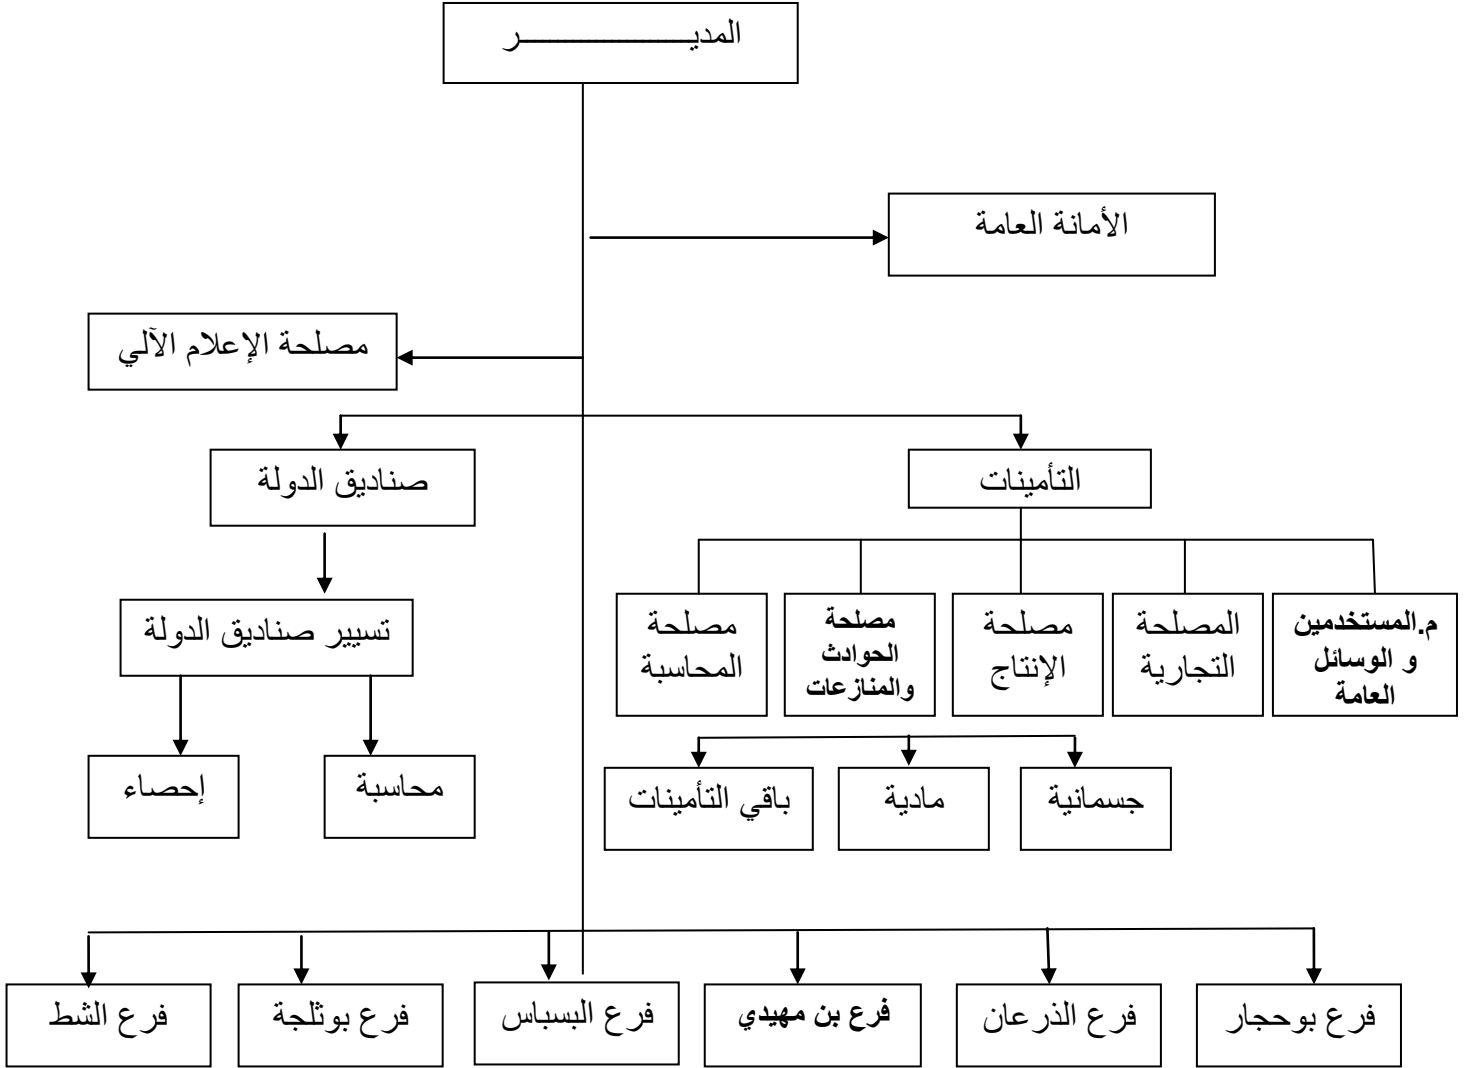 المديـــــــــــــــــــر
الأمانة العامة
مصلحة الإعلام الآلي
التأمينات
صناديق الدولة
م.المستخدمين
و الوسائل
العامة
المصلحة
التجارية
مصلحة
الإنتاج
مصلحة
الحوادث
والمنازعات
مصلحة
المحاسبة
تسيير صناديق الدولة
جسمانية
مادية
باقي التأمينات
محاسبة
إحصاء
فرع بوحجار
فرع الذرعان
فرع بن مهيدي
فرع البسباس
فرع بوثلجة
فرع الشط